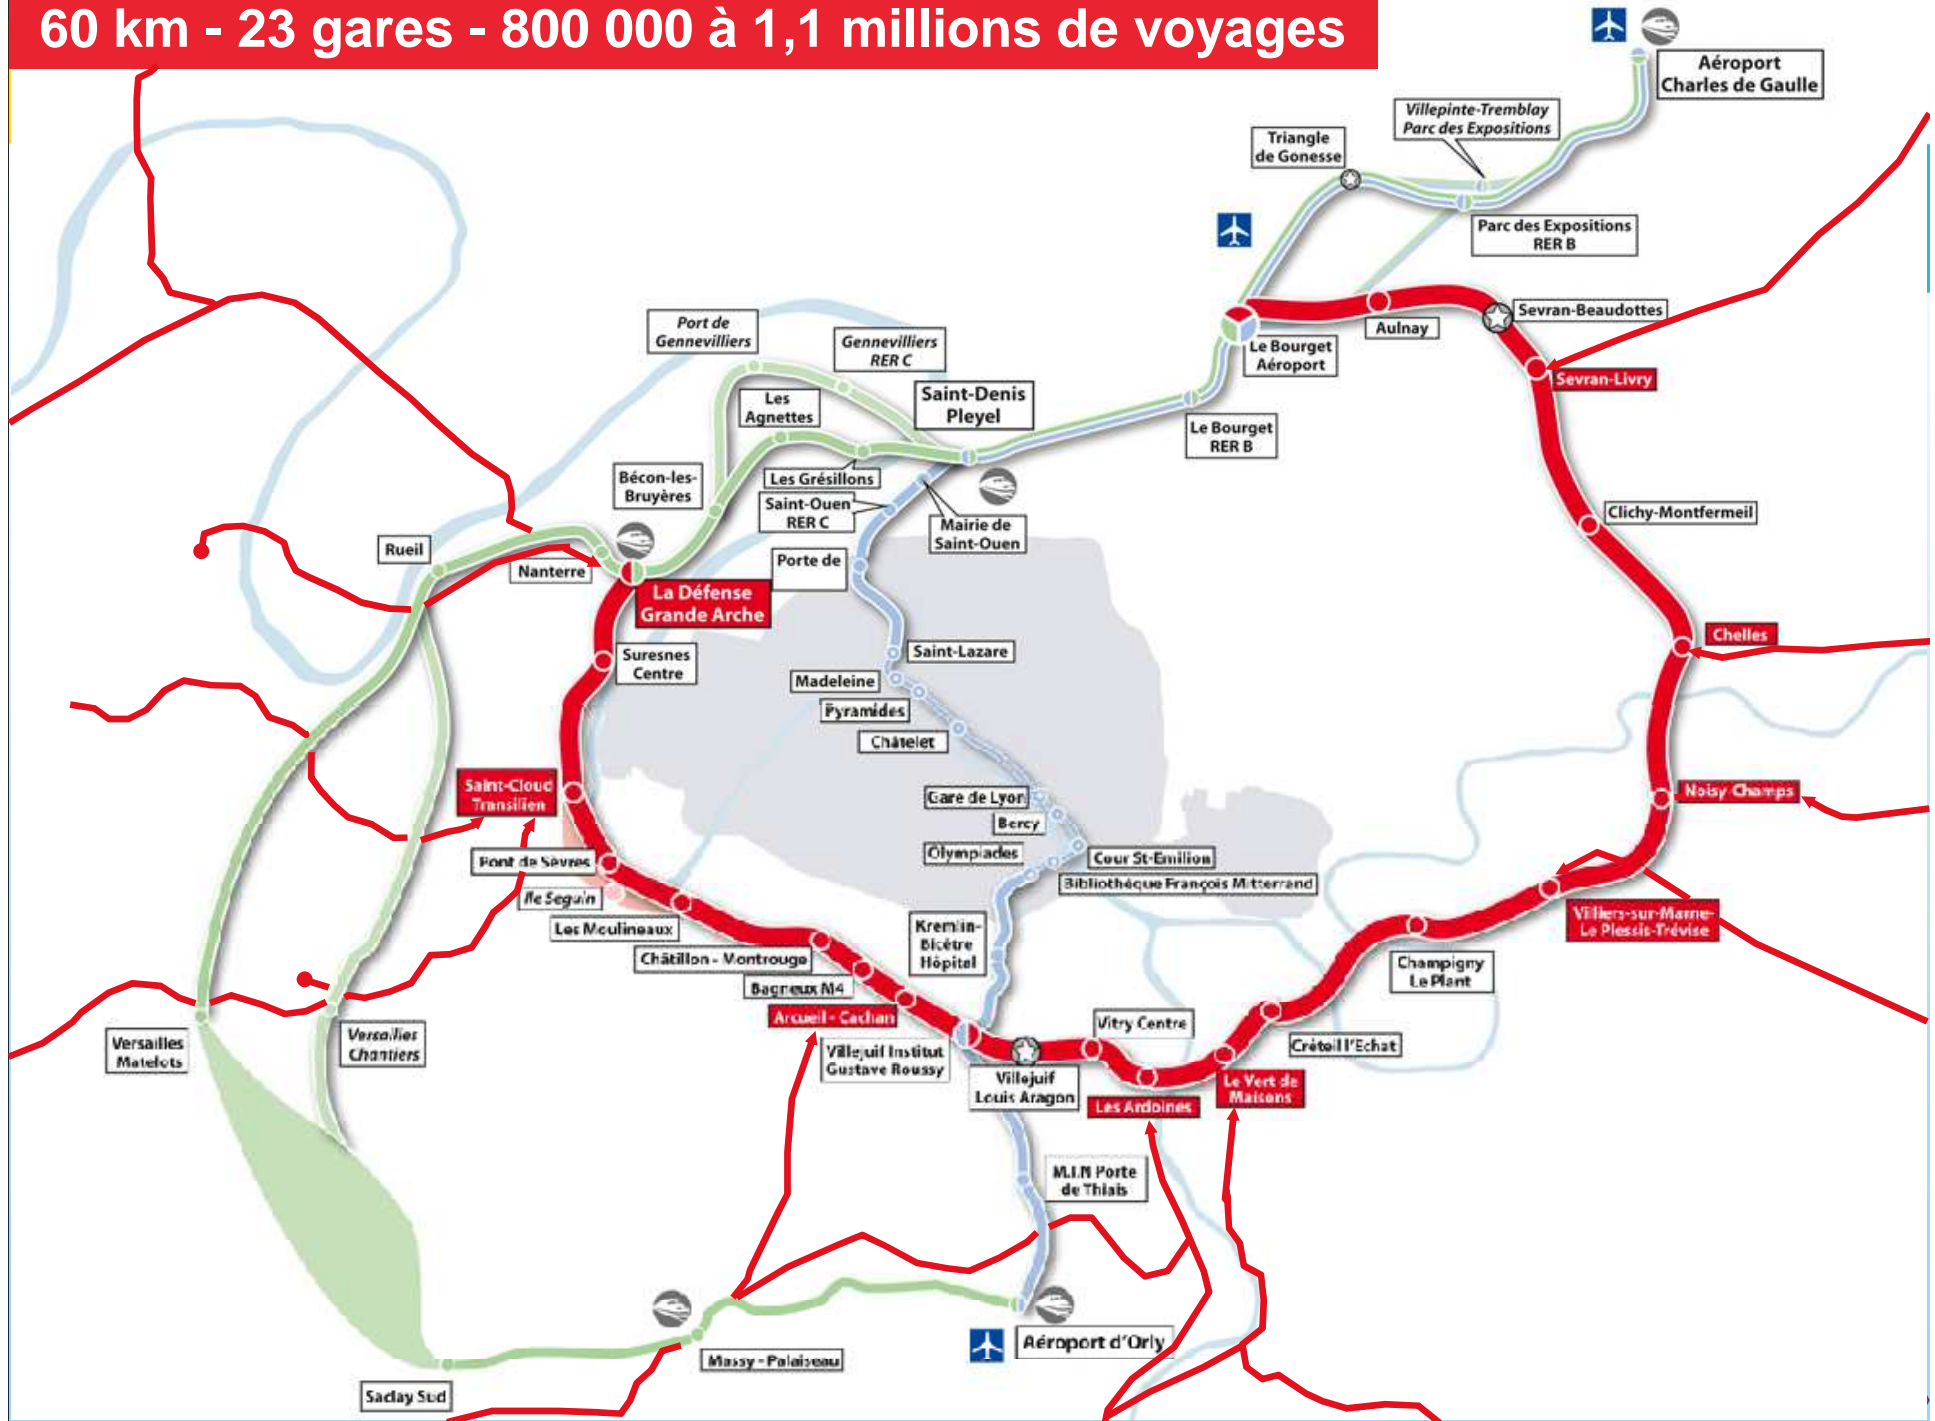 60 km - 23 gares - 800 000 à 1,1 millions de voyages
Aéroport
Charles de Gaulle
Villepinte-Tremblay
Parc des Expositions
Triangle
de Gonesse
Parc des Expositions
RER B
Sevran-Beaudottes
Aulnay
Le Bourget
Aéroport
Sevran-Livry
Port de
Gennevilliers
Gennevilliers
RER C
Les
Agnettes
Saint-Denis
Pleyel
Le Bourget
RER B
Bécon-les-
Bruyères
Les Grésillons
Saint-Ouen
RER C
Mairie de
Saint-Ouen
Clichy-Montfermeil
Rueil
Nanterre
Porte de
La Défense
Grande Arche
Chelles
Suresnes
Centre
Saint-Lazare
Madeleine
Pyramides
Châtelet
Saint-Cloud
Transilien
Gare de Lyon
Bercy
Noisy-Champs
Olympiades
Cour St-Emilion
Bibliothèque François Mitterrand
Pont de Sèvres
Ile Seguin
Les Moulineaux
Kremlin-
Bicêtre
Hôpital
Villiers-sur-Marne-
Le Plessis-Trévise
Châtillon - Montrouge
Champigny
Le Plant
Bagneux M4
Arcueil - Cachan
Vitry Centre
Versailles
Matelots
Versailles
Chantiers
Villejuif Institut
Gustave Roussy
Créteil l'Echat
Villejuif
Louis Aragon
Les Ardoines
Le Vert de
Maisons
M.I.N Porte
de Thiais
Aéroport d'Orly
Massy - Palaiseau
Saclay Sud